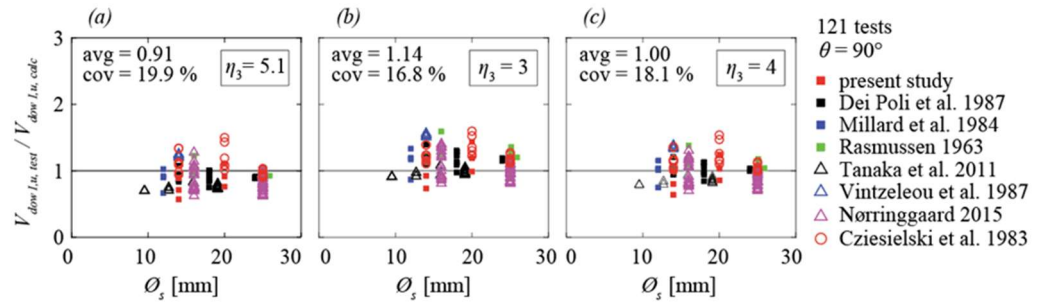 (a)
(b)
(c)
V dow 1,u, test / V dow 1,u, calc
3
2
1
0
avg = 0.91
cov = 19.9 %
η3 = 5.1
avg = 1.14
cov = 16.8 %
η3 = 3
avg = 1.00
cov = 18.1 %
η3 = 4
0 10 20 30
0 10 20 30
0 10 20 30
Øs [mm]
Øs [mm]
Øs [mm]
121 tests
θ = 90°
present study
Dei Poli et al. 1987
Millard et al. 1984
Rasmussen 1963
Tanaka et al. 2011
Vintzeleou et al. 1987
Nørringgaard 2015
Cziesielski et al. 1983